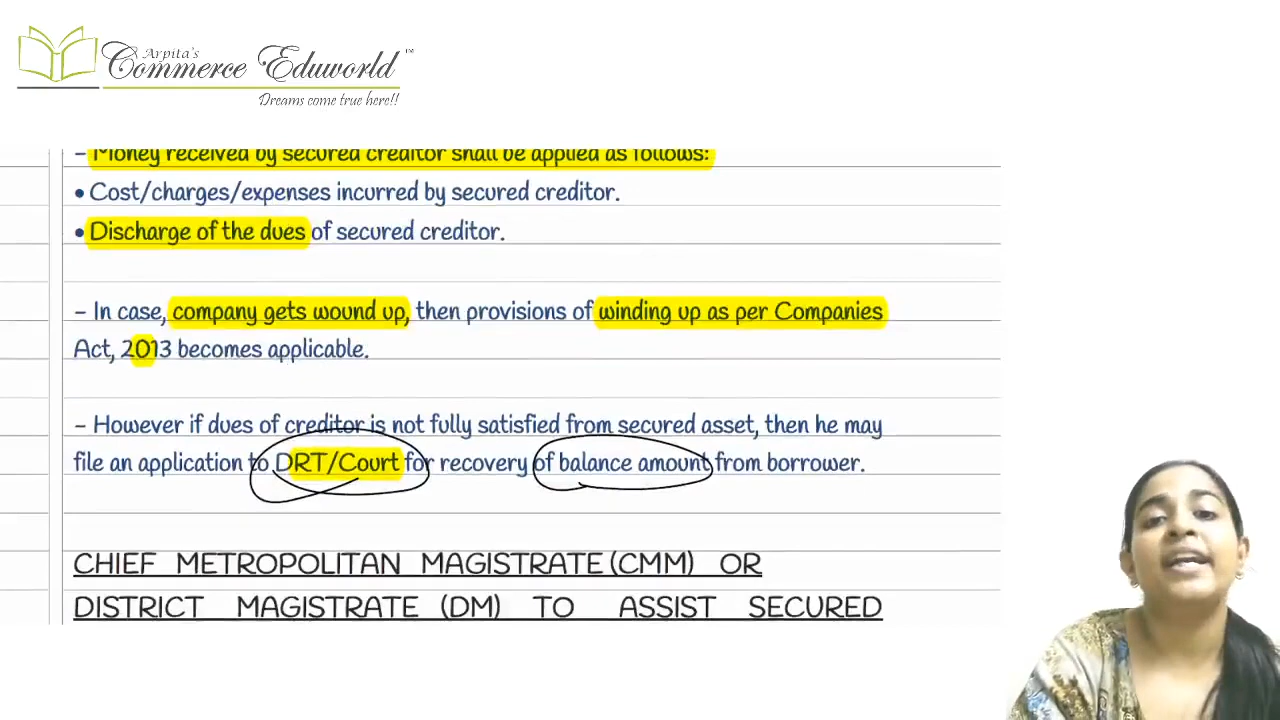 Arpita's
Commerce Eduworld™
Dreams come true here!!
- Money received by secured creditor shall be applied as follows:
• Cost/charges/expenses incurred by secured creditor.
• Discharge of the dues of secured creditor.
- In case, company gets wound up, then provisions of winding up as per Companies
Act, 2013 becomes applicable.
- However if dues of creditor is not fully satisfied from secured asset, then he may
file an application to DRT/Court for recovery of balance amount from borrower.
CHIEF METROPOLITAN MAGISTRATE (CMM) OR
DISTRICT MAGISTRATE (DM) TO ASSIST SECURED